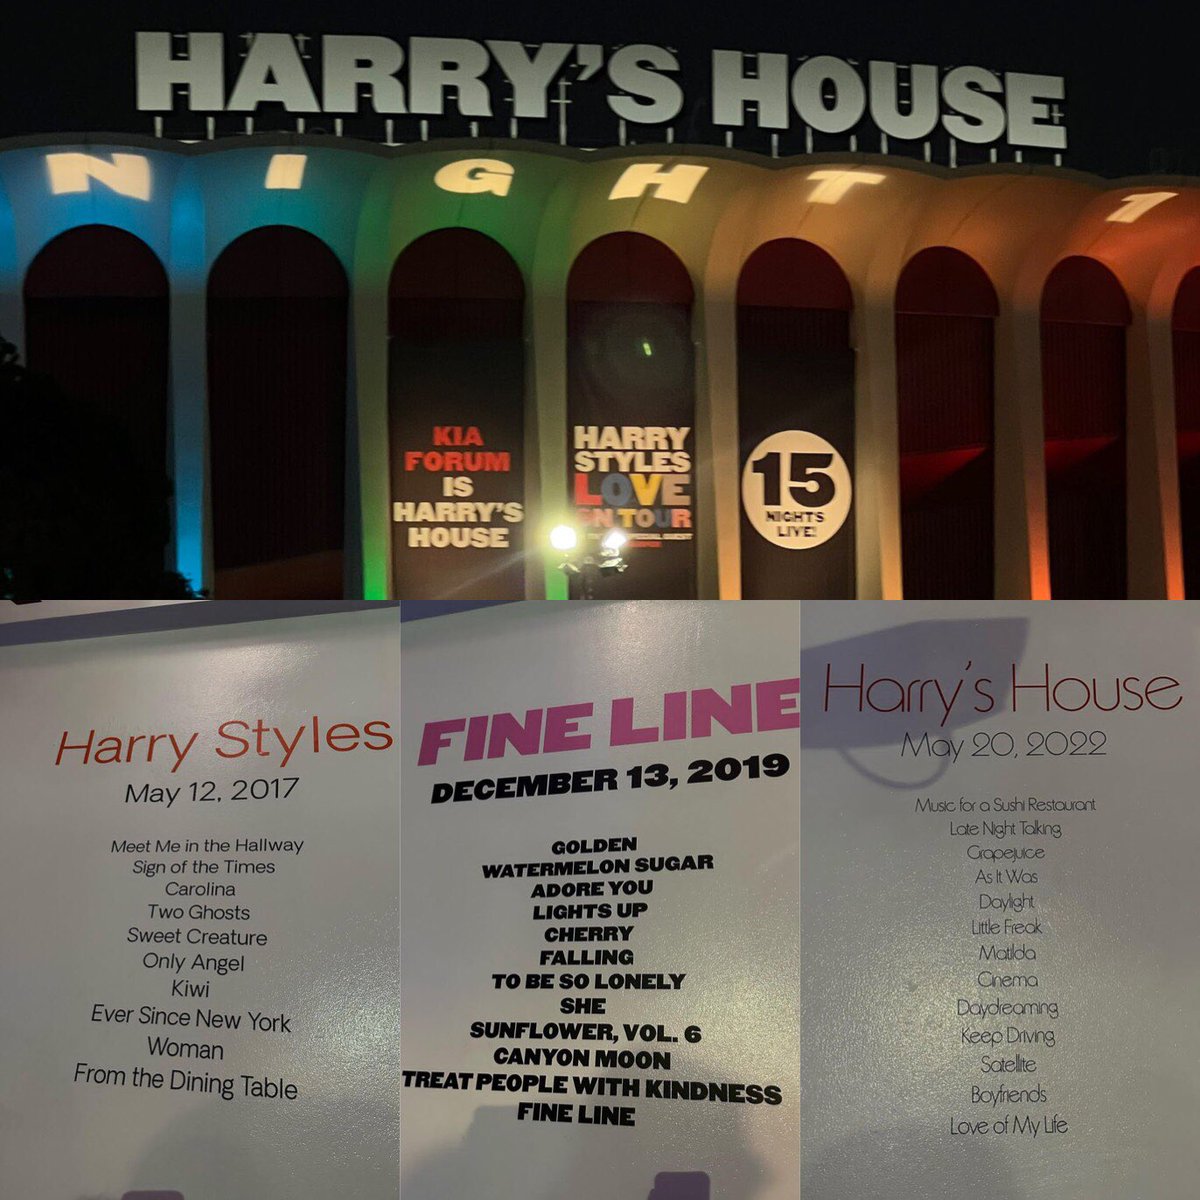 HARRY'S HOUSE
NIGHT 1
KIA
FORUM
IS
HARRY'S
HOUSE
HARRY
STYLES
LOVE
ON TOUR
15
NIGHTS
LIVE!
Harry Styles
May 12, 2017
Meet Me in the Hallway
Sign of the Times
Carolina
Two Ghosts
Sweet Creature
Only Angel
Kiwi
Ever Since New York
Woman
From the Dining Table
FINE LINE
DECEMBER 13, 2019
GOLDEN
WATERMELON SUGAR
ADORE YOU
LIGHTS UP
CHERRY
FALLING
TO BE SO LONELY
SHE
SUNFLOWER, VOL. 6
CANYON MOON
TREAT PEOPLE WITH KINDNESS
FINE LINE
Harry's House
May 20, 2022
Music for a Sushi Restaurant
Late Night Talking
Grapejuice
As It Was
Daylight
Little Freak
Matilda
Cinema
Daydreaming
Keep Driving
Satellite
Boyfriends
Love of My Life